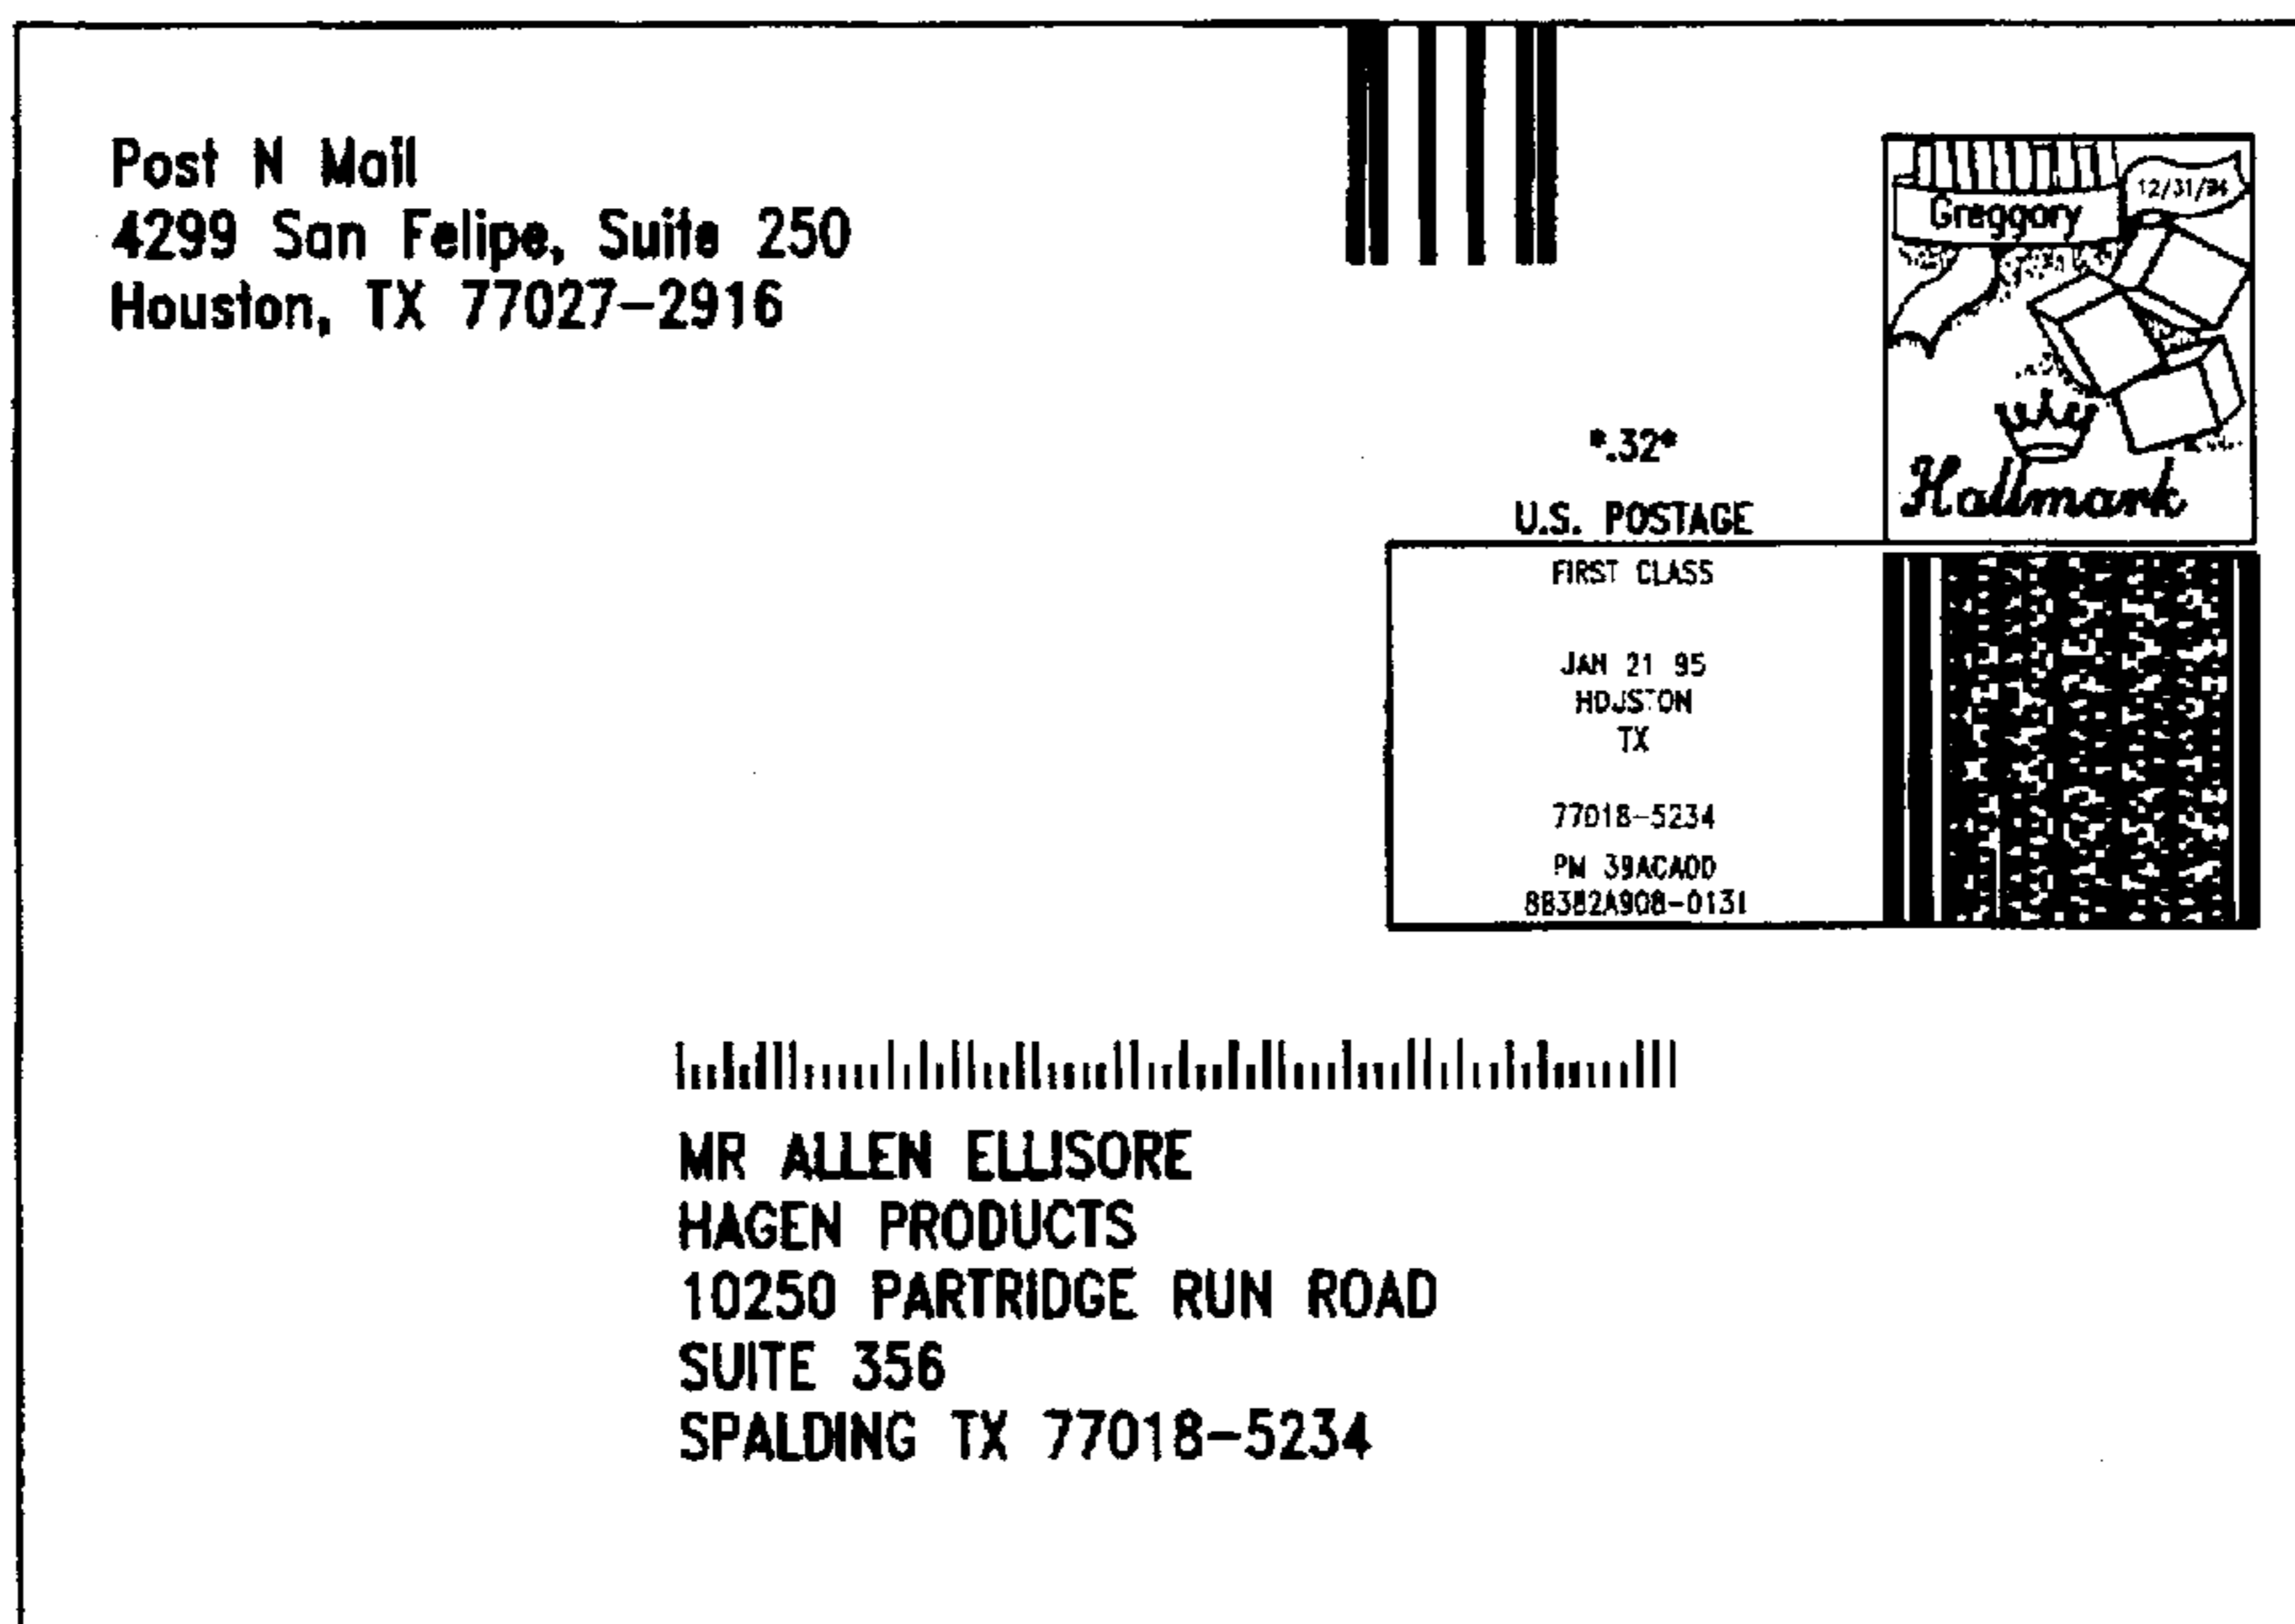 Post N Mail
4299 San Felipe, Suite 250
Houston, TX 77027-2916
12/31/94
Greggory
Hallmark
*.32*
U.S. POSTAGE
FIRST CLASS
JAN 21 95
HOUSTON
TX
77018-5234
PM 39ACA0D
8B382A908-0131
MR ALLEN ELLISORE
HAGEN PRODUCTS
10250 PARTRIDGE RUN ROAD
SUITE 356
SPALDING TX 77018-5234